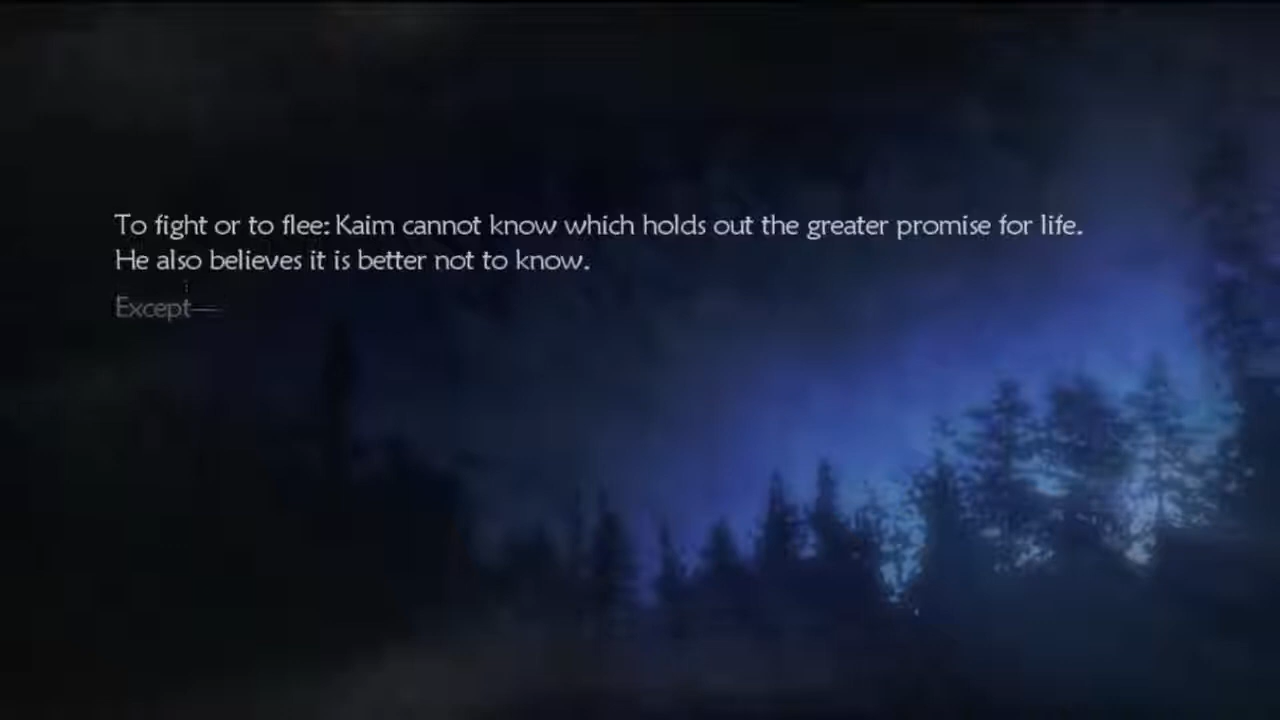 To fight or to flee: Kaim cannot know which holds out the greater promise for life.
He also believes it is better not to know.
Except—